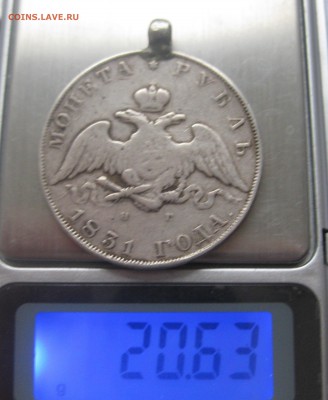 COINS.LAVE.RU
МОНЕТА * РУБЛЬ
Н Г
1831 ГОДА.
20.63
g